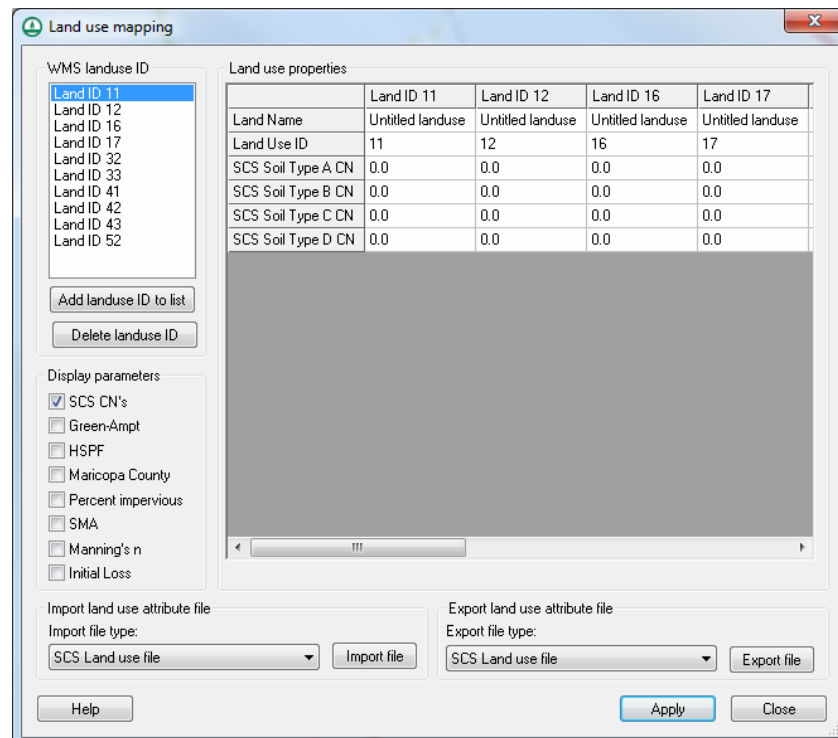 Land use mapping
WMS landuse ID
Land ID 11
Land ID 12
Land ID 16
Land ID 17
Land ID 32
Land ID 33
Land ID 41
Land ID 42
Land ID 43
Land ID 52
Add landuse ID to list
Delete landuse ID
Display parameters
SCS CN's
Green-Ampt
HSPF
Maricopa County
Percent impervious
SMA
Manning's n
Initial Loss
Land use properties
Land ID 11 Land ID 12 Land ID 16 Land ID 17
Land Name Untitled landuse Untitled landuse Untitled landuse Untitled landuse
Land Use ID 11 12 16 17
SCS Soil Type A CN 0.0 0.0 0.0 0.0
SCS Soil Type B CN 0.0 0.0 0.0 0.0
SCS Soil Type C CN 0.0 0.0 0.0 0.0
SCS Soil Type D CN 0.0 0.0 0.0 0.0
Import land use attribute file
Import file type:
SCS Land use file Import file
Export land use attribute file
Export file type:
SCS Land use file Export file
Help Apply Close